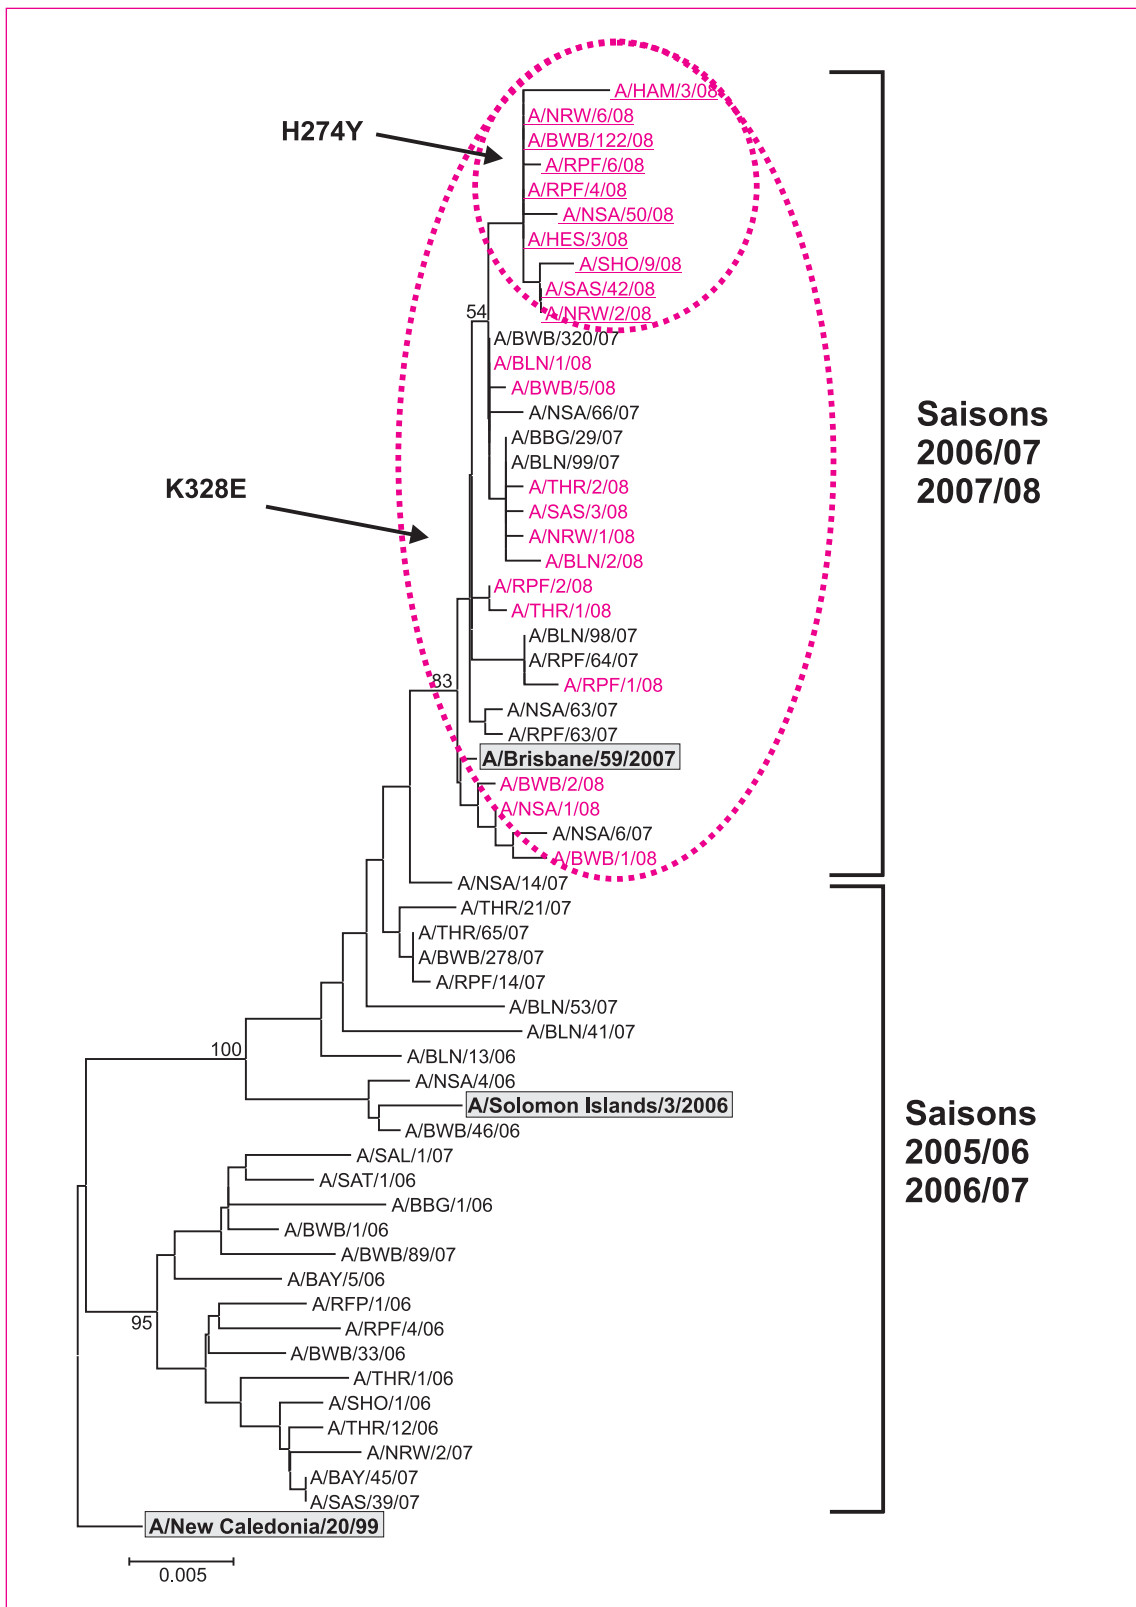 A/HAM/3/08
A/NRW/6/08
H274Y
A/BWB/122/08
A/RPF/6/08
A/RPF/4/08
A/NSA/50/08
A/HES/3/08
A/SHO/9/08
A/SAS/42/08
A/NRW/2/08
54
A/BWB/320/07
A/BLN/1/08
A/BWB/5/08
A/NSA/66/07
A/BBG/29/07
A/BLN/99/07
Saisons
2006/07
2007/08
K328E
A/THR/2/08
A/SAS/3/08
A/NRW/1/08
A/BLN/2/08
A/RPF/2/08
A/THR/1/08
A/BLN/98/07
A/RPF/64/07
A/RPF/1/08
83
A/NSA/63/07
A/RPF/63/07
A/Brisbane/59/2007
A/BWB/2/08
A/NSA/1/08
A/NSA/6/07
A/BWB/1/08
A/NSA/14/07
A/THR/21/07
A/THR/65/07
A/BWB/278/07
A/RPF/14/07
A/BLN/53/07
A/BLN/41/07
100
A/BLN/13/06
A/NSA/4/06
A/Solomon Islands/3/2006
A/BWB/46/06
Saisons
2005/06
2006/07
A/SAL/1/07
A/SAT/1/06
A/BBG/1/06
A/BWB/1/06
A/BWB/89/07
A/BAY/5/06
A/RFP/1/06
95
A/RPF/4/06
A/BWB/33/06
A/THR/1/06
A/SHO/1/06
A/THR/12/06
A/NRW/2/07
A/BAY/45/07
A/SAS/39/07
A/New Caledonia/20/99
0.005